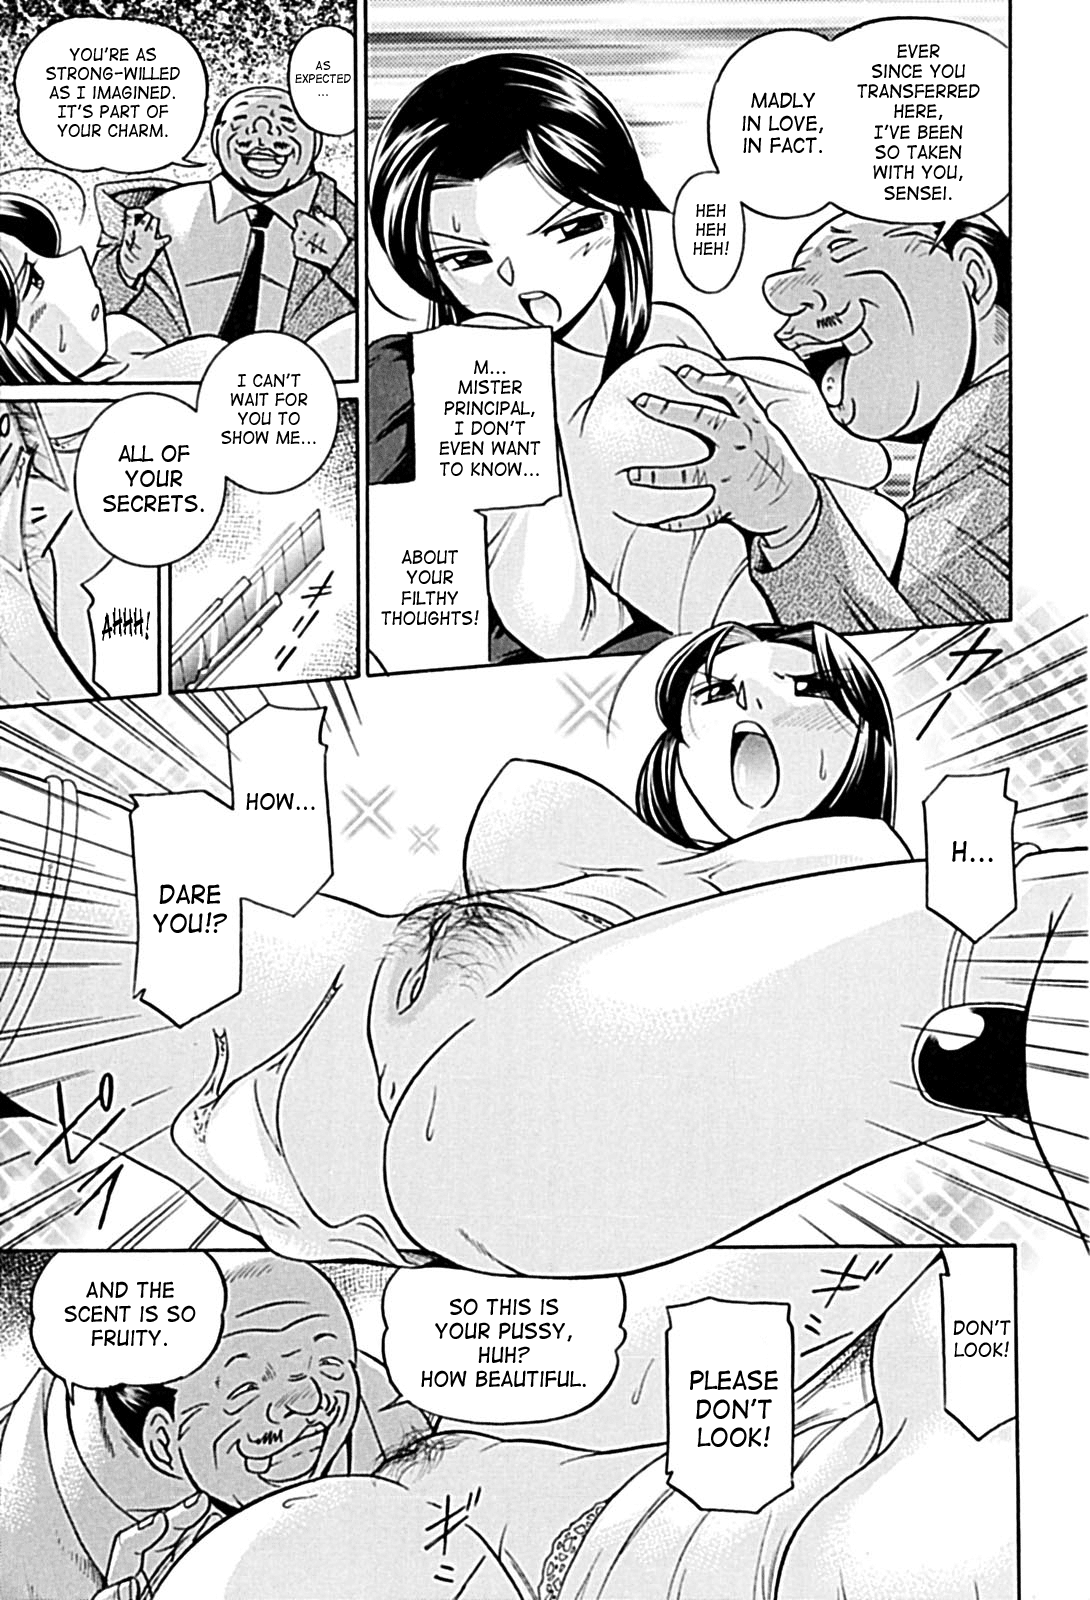 EVER
SINCE YOU
TRANSFERRED
HERE,
I'VE BEEN
SO TAKEN
WITH YOU,
SENSEI.
MADLY
IN LOVE,
IN FACT.
HEH
HEH
HEH!
M...
MISTER
PRINCIPAL,
I DON'T
EVEN WANT
TO KNOW...
ABOUT
YOUR
FILTHY
THOUGHTS!
AS
EXPECTED
...
YOU'RE AS
STRONG-WILLED
AS I IMAGINED.
IT'S PART OF
YOUR CHARM.
I CAN'T
WAIT FOR
YOU TO
SHOW ME...
ALL OF
YOUR
SECRETS.
AHHH!
H...
HOW...
DARE
YOU!?
DON'T
LOOK!
PLEASE
DON'T
LOOK!
SO THIS IS
YOUR PUSSY,
HUH?
HOW BEAUTIFUL.
AND THE
SCENT IS SO
FRUITY.